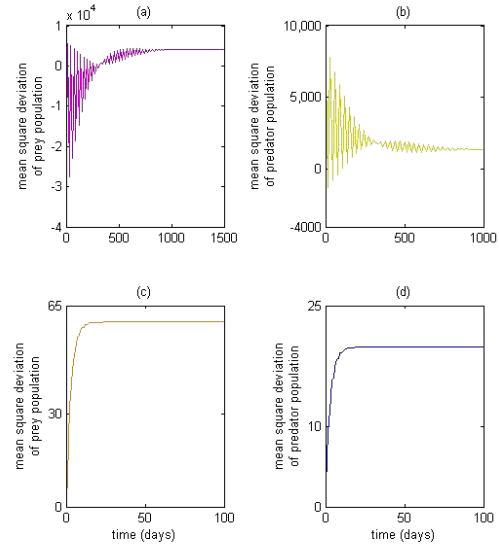 (a)
x 10^4
1
0
-1
-2
-3
-4
0 500 1000 1500
mean square deviation
of prey population
(b)
10,000
5,000
0
-4000
0 500 1000
mean square deviation
of predator population
(c)
65
30
0
0 50 100
mean square deviation
of prey population
time (days)
(d)
25
10
0
0 50 100
mean square deviation
of predator population
time (days)